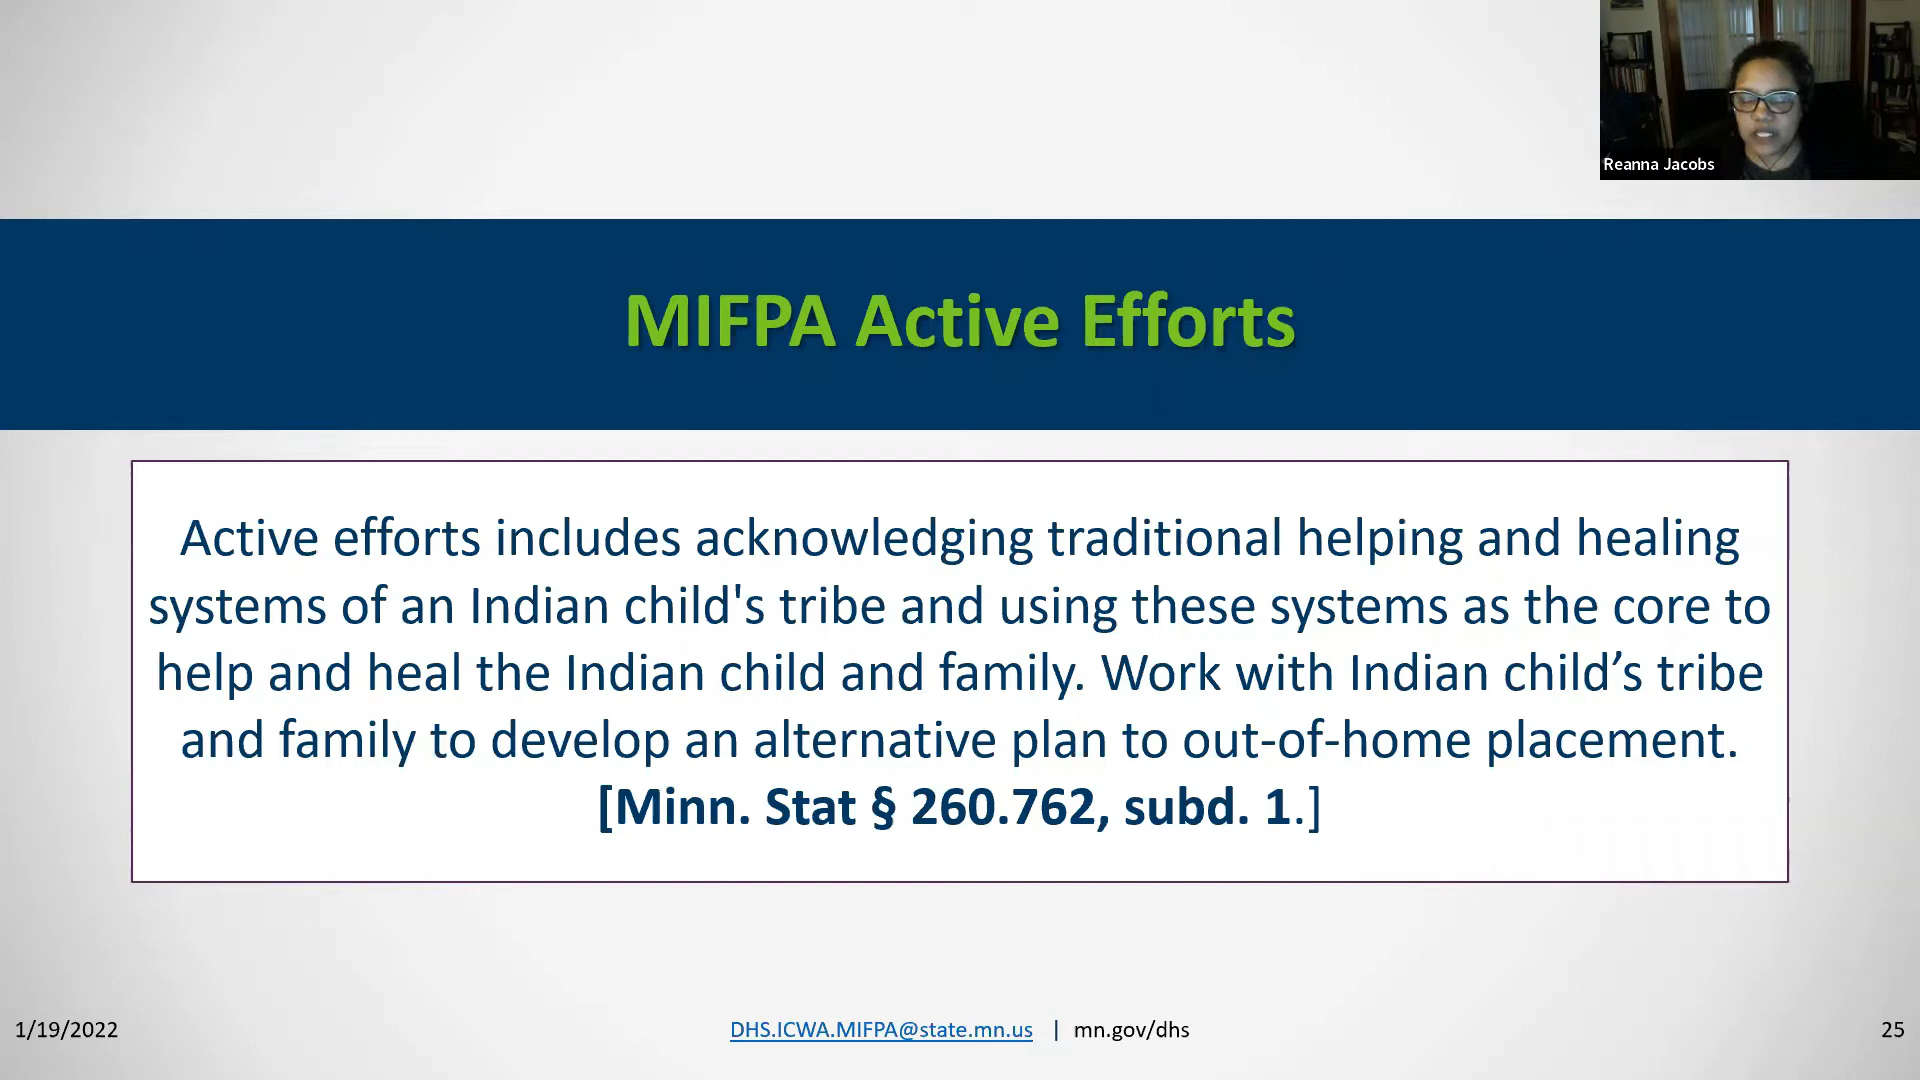 Reanna Jacobs
MIFPA Active Efforts
Active efforts includes acknowledging traditional helping and healing
systems of an Indian child's tribe and using these systems as the core to
help and heal the Indian child and family. Work with Indian child’s tribe
and family to develop an alternative plan to out-of-home placement.
[Minn. Stat § 260.762, subd. 1.]
1/19/2022
DHS.ICWA.MIFPA@state.mn.us | mn.gov/dhs
25